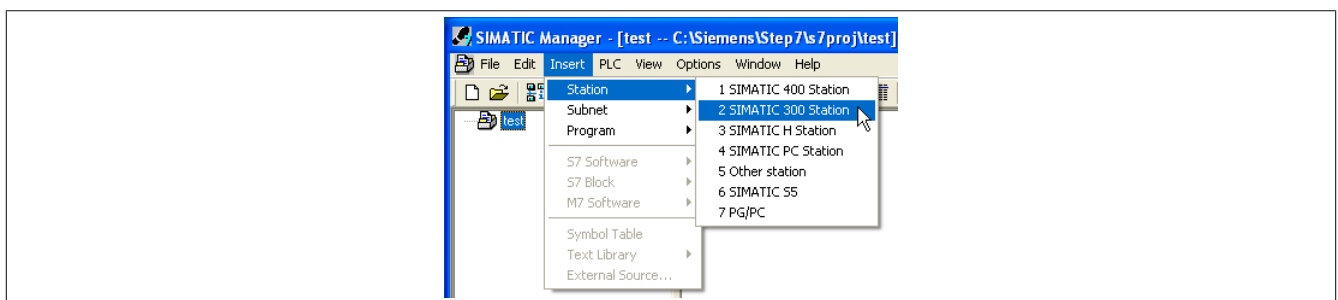 SIMATIC Manager - [test -- C:\Siemens\Step7\s7proj\test]
File Edit Insert PLC View Options Window Help
Station
Subnet
Program
S7 Software
S7 Block
M7 Software
Symbol Table
Text Library
External Source...
1 SIMATIC 400 Station
2 SIMATIC 300 Station
3 SIMATIC H Station
4 SIMATIC PC Station
5 Other station
6 SIMATIC S5
7 PG/PC
test